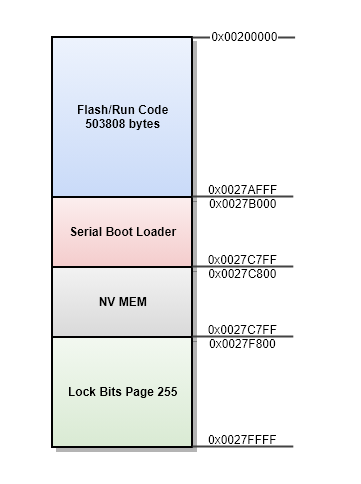 0x00200000
Flash/Run Code
503808 bytes
0x0027AFFF
0x0027B000
Serial Boot Loader
0x0027C7FF
0x0027C800
NV MEM
0x0027C7FF
0x0027F800
Lock Bits Page 255
0x0027FFFF